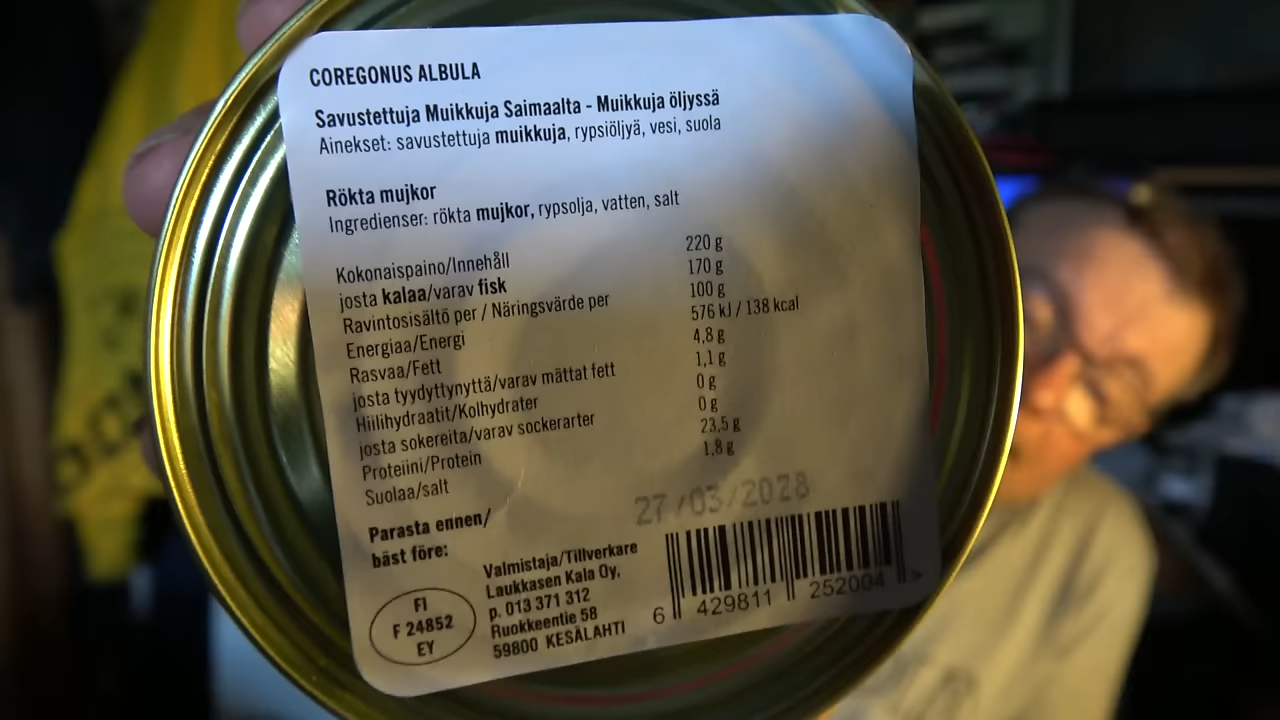 COREGONUS ALBULA
Savustettuja Muikkuja Saimaalta - Muikkuja öljyssä
Ainekset: savustettuja muikkuja, rypsiöljyä, vesi, suola
Rökta mujkor
Ingredienser: rökta mujkor, rypsolja, vatten, salt
Kokonaispaino/Innehåll 220 g
josta kalaa/varav fisk 170 g
Ravintosisältö per / Näringsvärde per 100 g
Energiaa/Energi 576 kJ / 138 kcal
Rasvaa/Fett 4,8 g
josta tyydyttynyttä/varav mättat fett 1,1 g
Hiilihydraatit/Kolhydrater 0 g
josta sokereita/varav sockerarter 0 g
Proteiini/Protein 23,5 g
Suolaa/salt 1,8 g
Parasta ennen/
bäst före:
27/03/2028
FI
F 24852
EY
Valmistaja/Tillverkare
Laukkasen Kala Oy,
p. 013 371 312
Ruokkeentie 58
59800 KESÄLAHTI
6 429811 252004 >